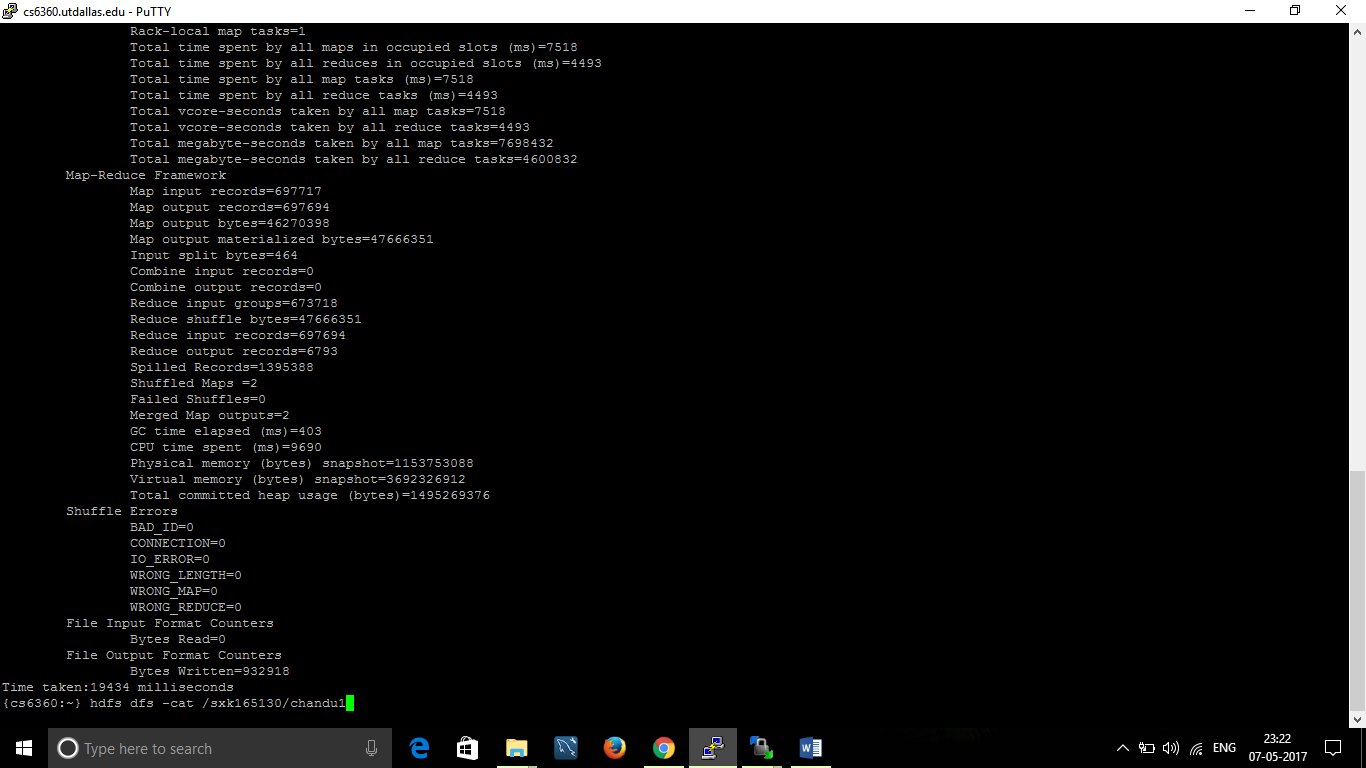 cs6360.utdallas.edu - PuTTY
Rack-local map tasks=1
Total time spent by all maps in occupied slots (ms)=7518
Total time spent by all reduces in occupied slots (ms)=4493
Total time spent by all map tasks (ms)=7518
Total time spent by all reduce tasks (ms)=4493
Total vcore-seconds taken by all map tasks=7518
Total vcore-seconds taken by all reduce tasks=4493
Total megabyte-seconds taken by all map tasks=7698432
Total megabyte-seconds taken by all reduce tasks=4600832
Map-Reduce Framework
Map input records=697717
Map output records=697694
Map output bytes=46270398
Map output materialized bytes=47666351
Input split bytes=464
Combine input records=0
Combine output records=0
Reduce input groups=673718
Reduce shuffle bytes=47666351
Reduce input records=697694
Reduce output records=6793
Spilled Records=1395388
Shuffled Maps =2
Failed Shuffles=0
Merged Map outputs=2
GC time elapsed (ms)=403
CPU time spent (ms)=9690
Physical memory (bytes) snapshot=1153753088
Virtual memory (bytes) snapshot=3692326912
Total committed heap usage (bytes)=1495269376
Shuffle Errors
BAD_ID=0
CONNECTION=0
IO_ERROR=0
WRONG_LENGTH=0
WRONG_MAP=0
WRONG_REDUCE=0
File Input Format Counters
Bytes Read=0
File Output Format Counters
Bytes Written=932918
Time taken:19434 milliseconds
{cs6360:~} hdfs dfs -cat /sxk165130/chandu1
Type here to search
ENG
23:22
07-05-2017